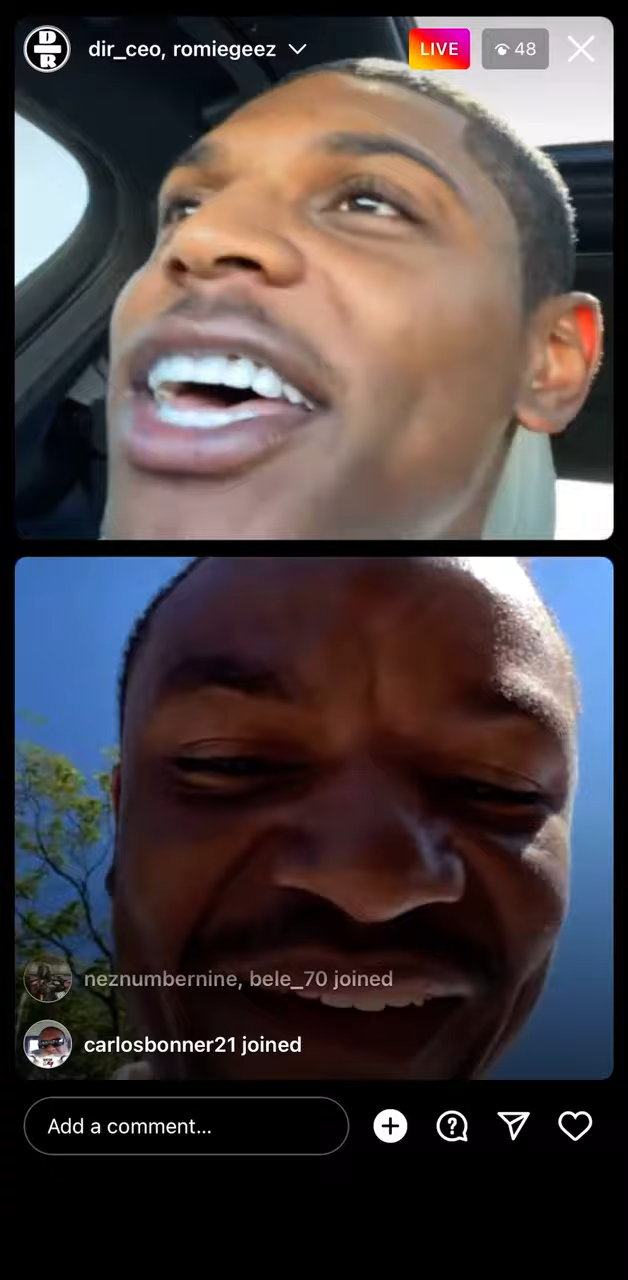 D
R
dir_ceo, romiegeez
LIVE
48
neznumbernine, bele_70 joined
carlosbonner21 joined
Add a comment...